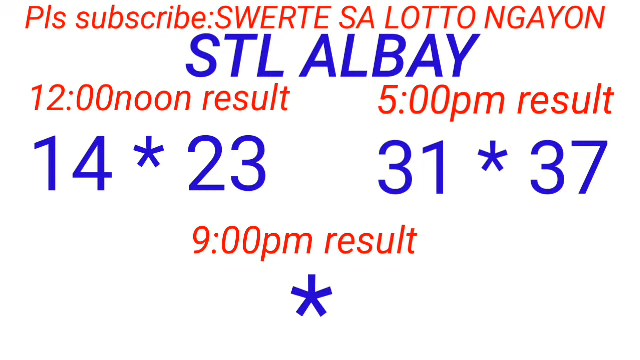 Pls subscribe:SWERTE SA LOTTO NGAYON
STL ALBAY
12:00noon result
5:00pm result
14 * 23
31 * 37
9:00pm result
*